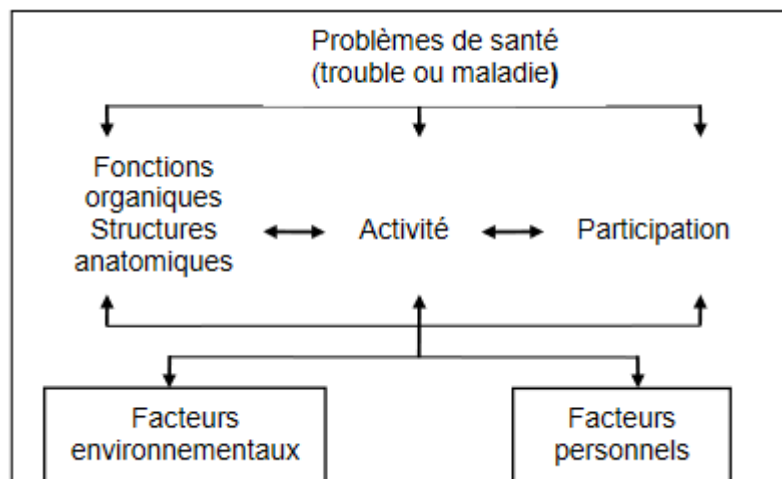 Problèmes de santé
(trouble ou maladie)
Fonctions
organiques
Structures
anatomiques
Activité
Participation
Facteurs
environnementaux
Facteurs
personnels